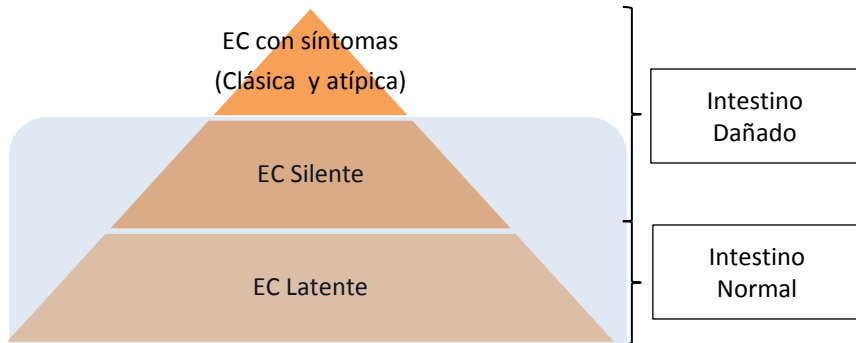 EC con síntomas
(Clásica y atípica)
Intestino
Dañado
EC Silente
Intestino
Normal
EC Latente